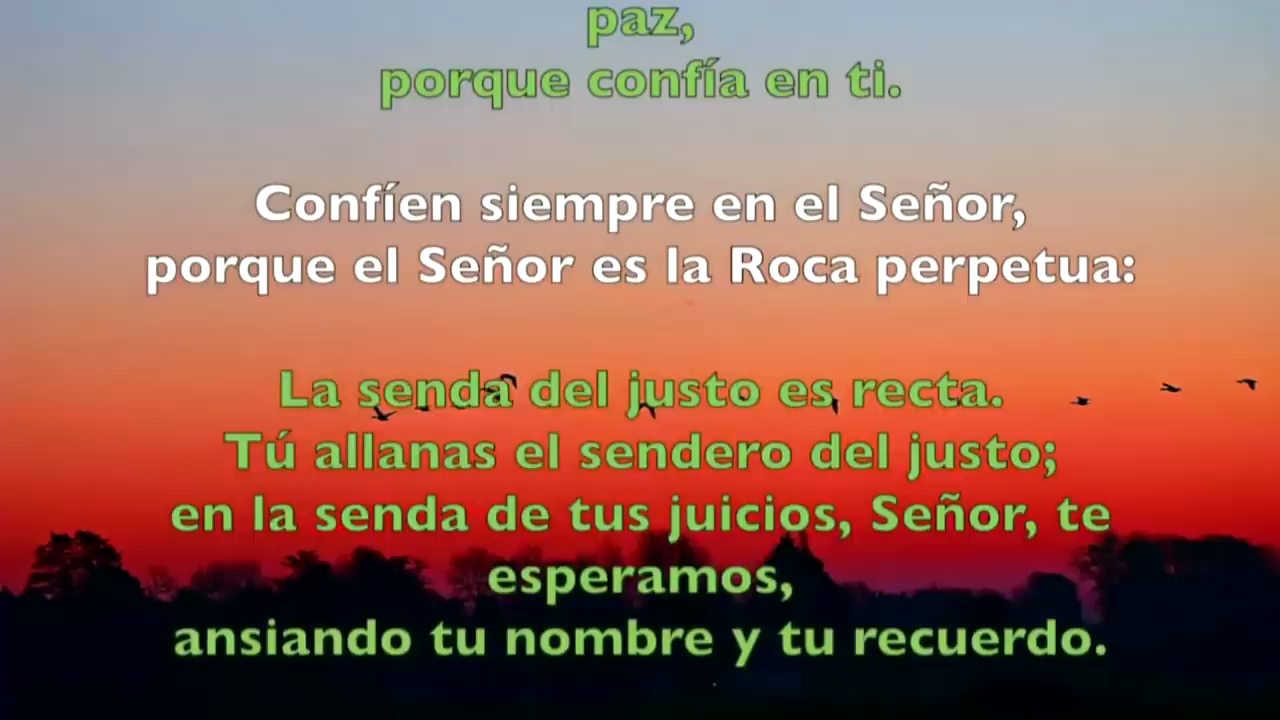 paz,
porque confía en ti.
Confíen siempre en el Señor,
porque el Señor es la Roca perpetua:
La senda del justo es recta.
Tú allanas el sendero del justo;
en la senda de tus juicios, Señor, te
esperamos,
ansiando tu nombre y tu recuerdo.